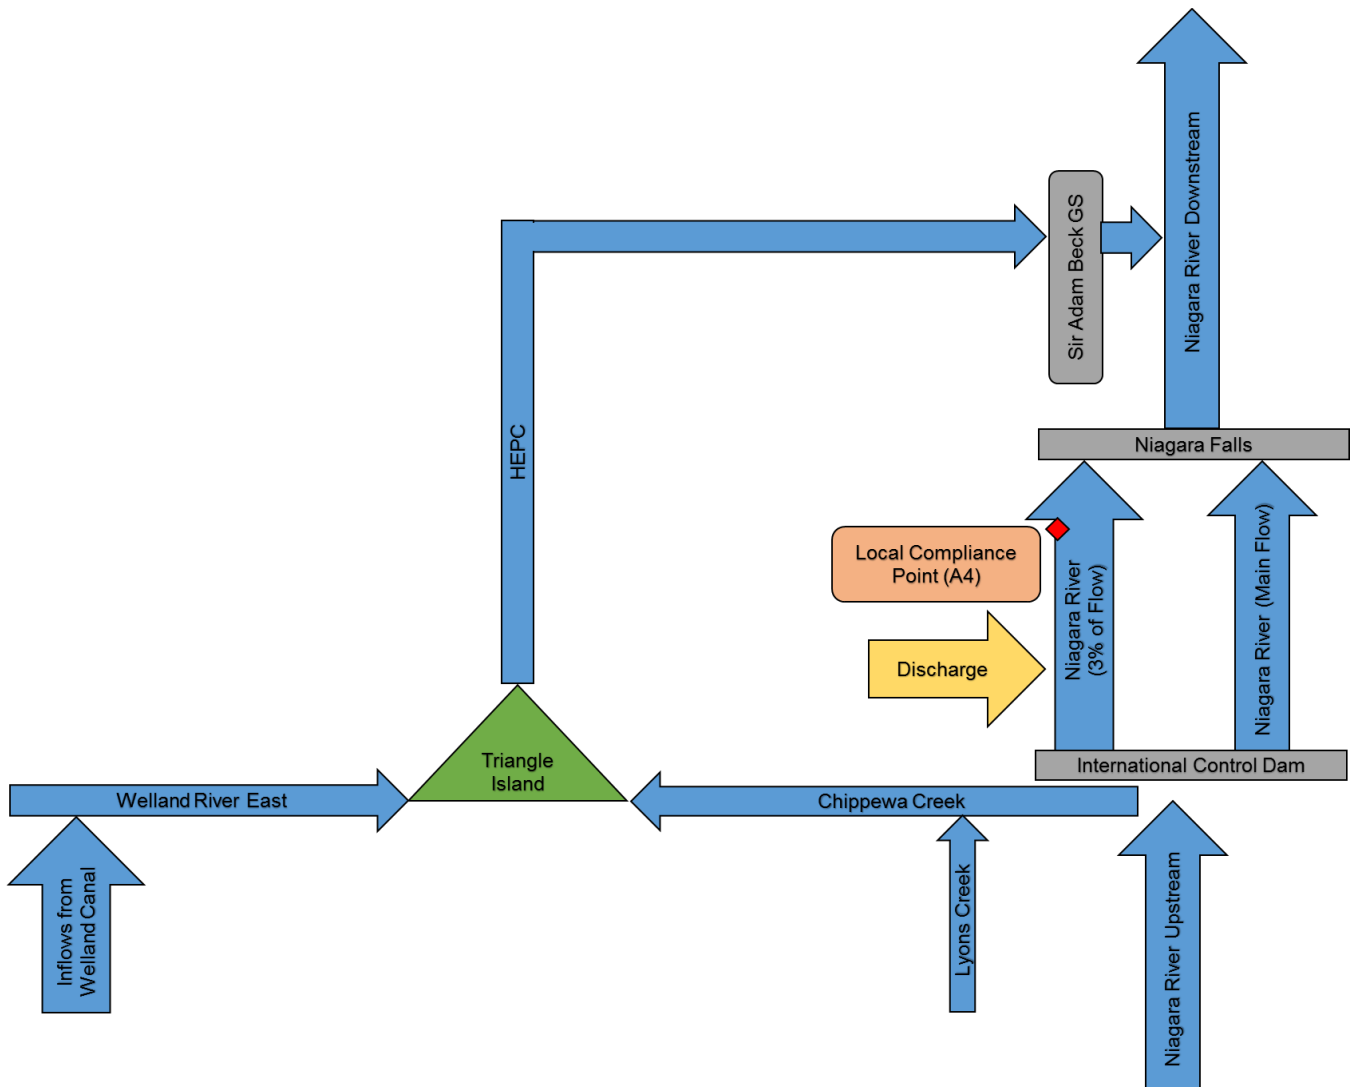 Niagara River Downstream
Sir Adam Beck GS
HEPC
Niagara Falls
Local Compliance
Point (A4)
Niagara River
(3% of Flow)
Niagara River (Main Flow)
Discharge
International Control Dam
Triangle
Island
Welland River East
Chippewa Creek
Inflows from
Welland Canal
Lyons Creek
Niagara River Upstream